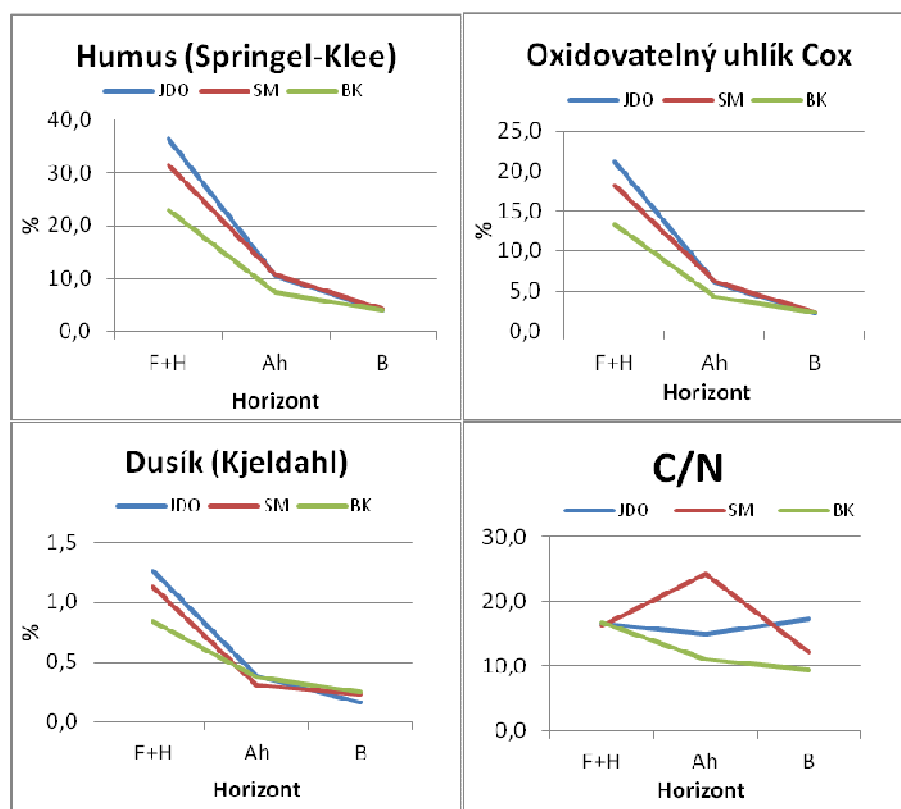 Humus (Springel-Klee)
JDO SM BK
40,0
30,0
20,0
10,0
0,0
%
F+H Ah B
Horizont
Oxidovatelný uhlík Cox
JDO SM BK
25,0
20,0
15,0
10,0
5,0
0,0
%
F+H Ah B
Horizont
Dusík (Kjeldahl)
JDO SM BK
1,5
1,0
0,5
0,0
%
F+H Ah B
Horizont
C/N
JDO SM BK
30,0
20,0
10,0
0,0
F+H Ah B
Horizont